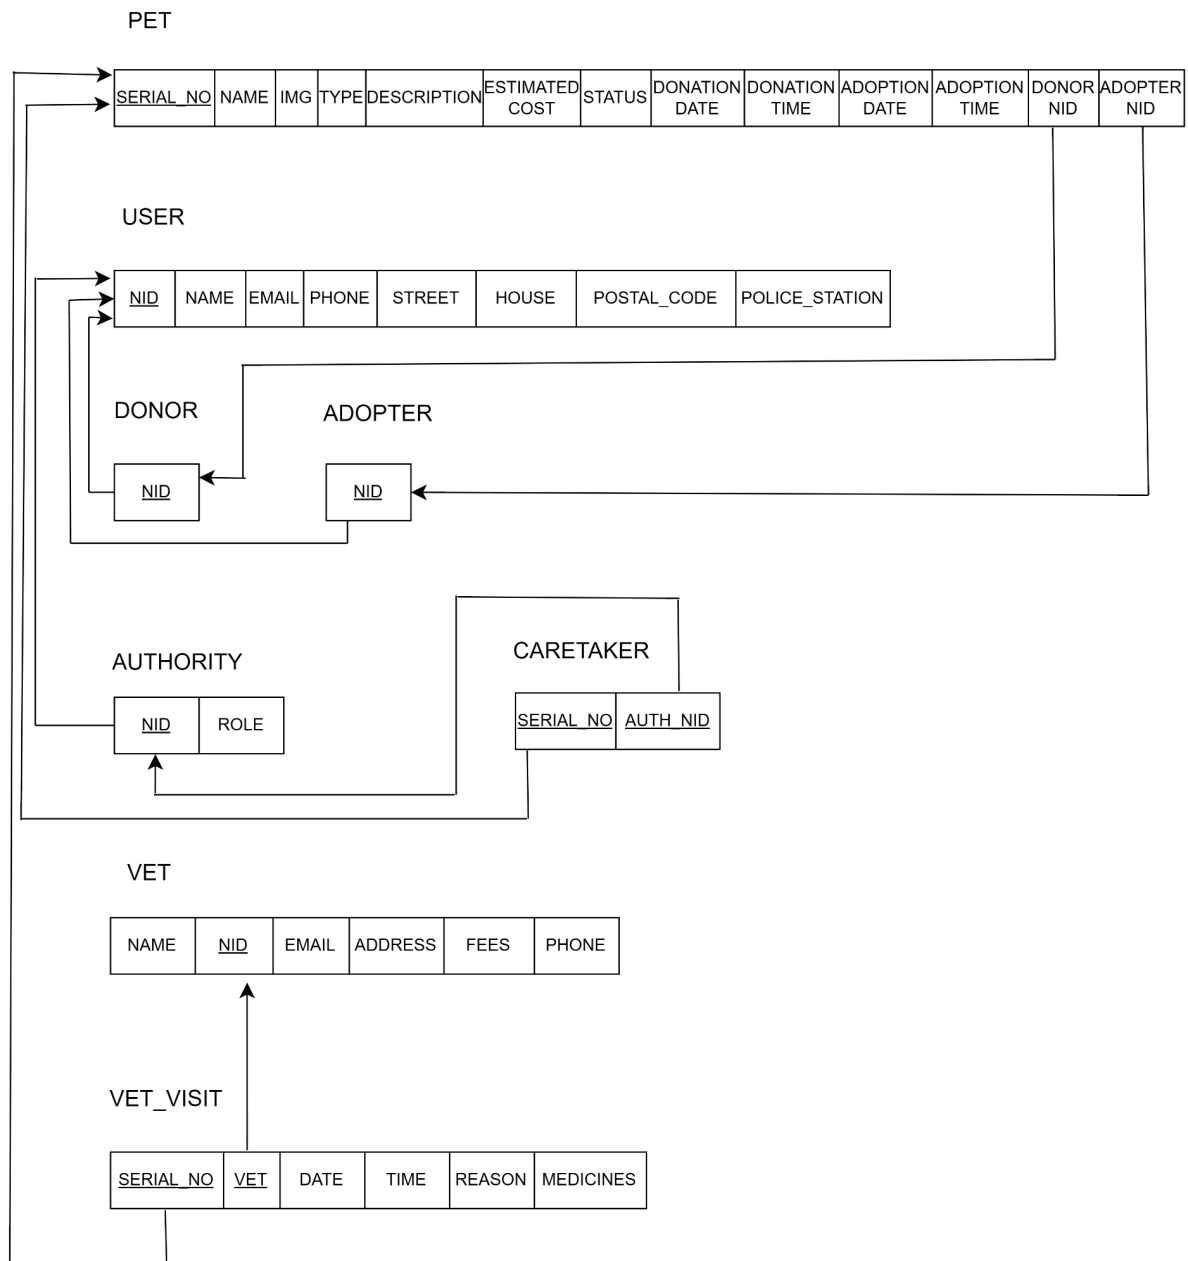 PET
SERIAL_NO NAME IMG TYPE DESCRIPTION ESTIMATED COST STATUS DONATION DATE DONATION TIME ADOPTION DATE ADOPTION TIME DONOR NID ADOPTER NID
USER
NID NAME EMAIL PHONE STREET HOUSE POSTAL_CODE POLICE_STATION
DONOR ADOPTER
NID NID
CARETAKER
AUTHORITY
SERIAL_NO AUTH_NID
NID ROLE
VET
NAME NID EMAIL ADDRESS FEES PHONE
VET_VISIT
SERIAL_NO VET DATE TIME REASON MEDICINES